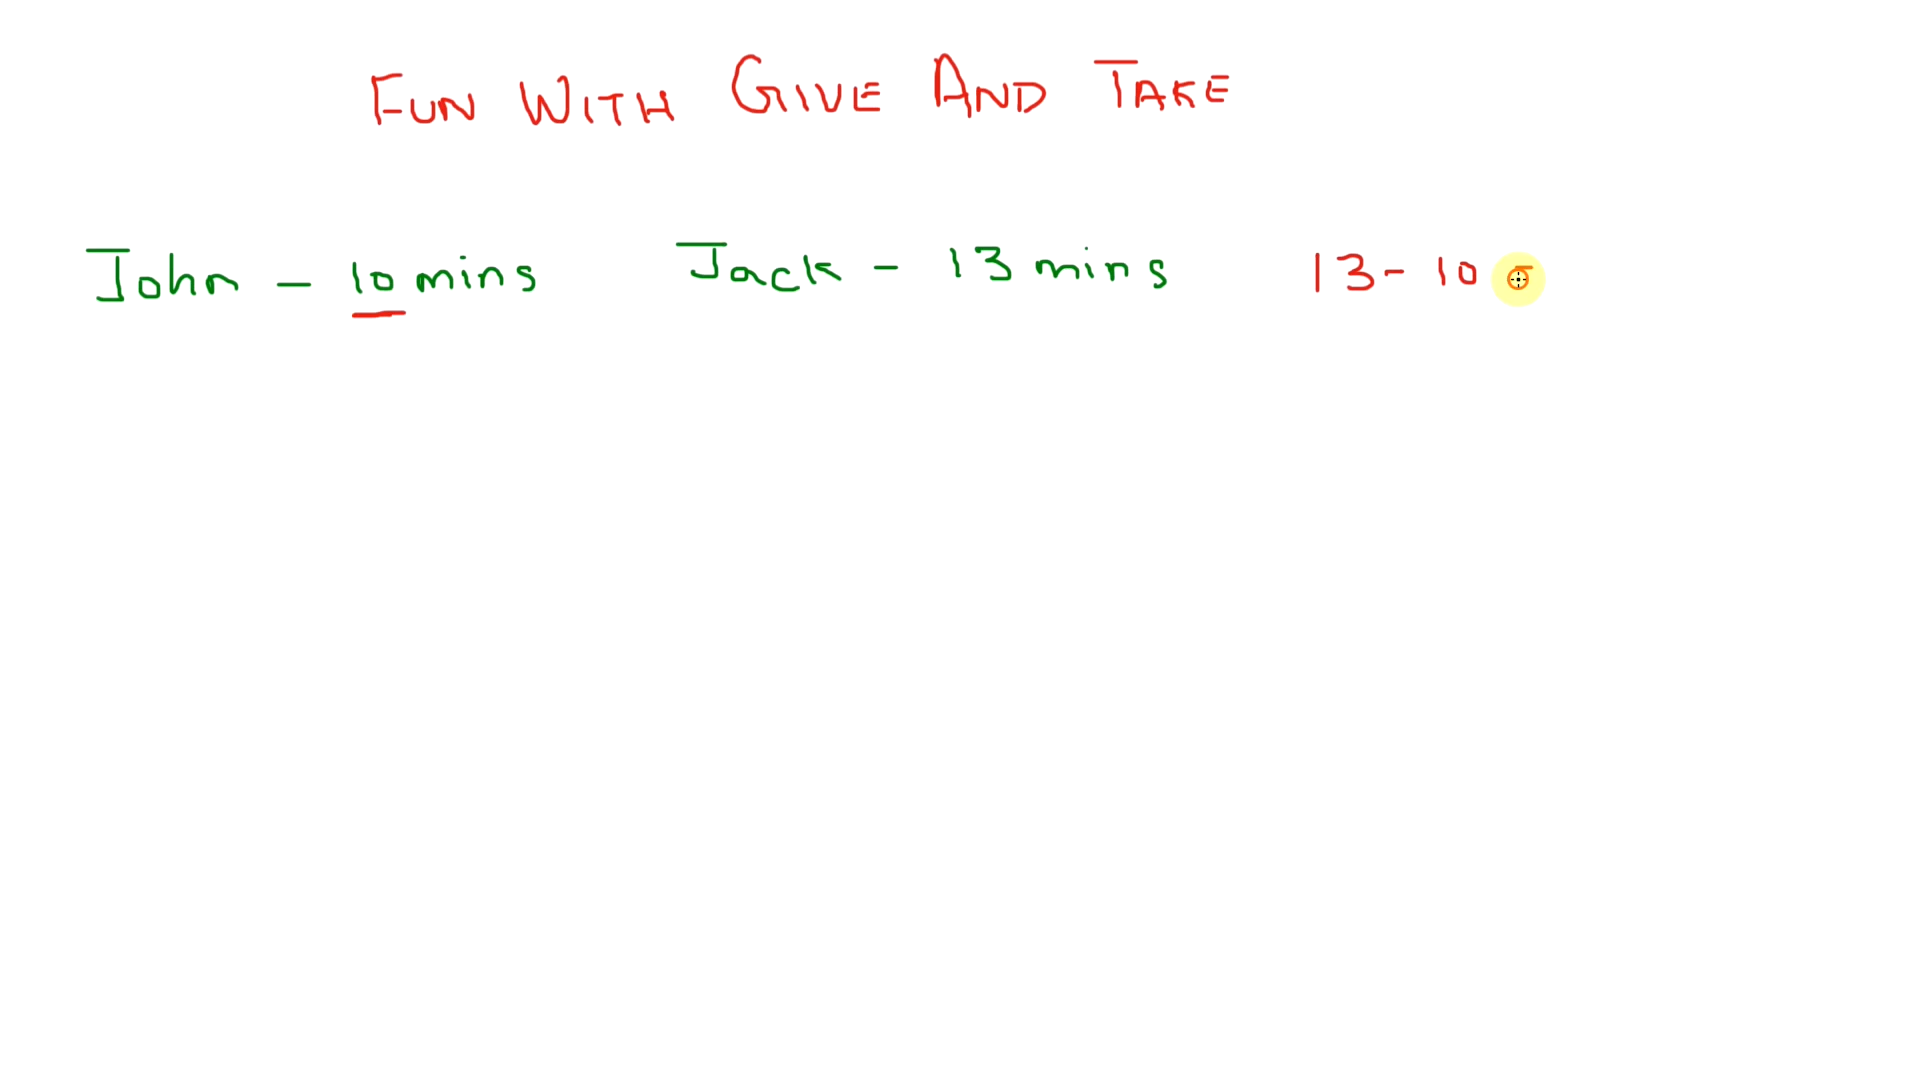 FUN WITH GIVE AND TAKE
John - 10 mins Jack - 13 mins 13 - 10